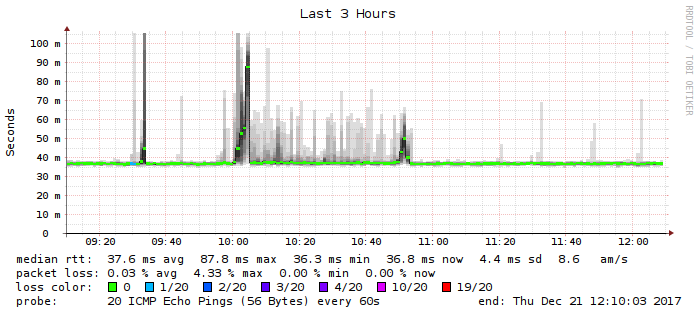 Last 3 Hours
RRDTOOL / TOBI OETIKER
Seconds
100 m
90 m
80 m
70 m
60 m
50 m
40 m
30 m
20 m
10 m
0
09:20 09:40 10:00 10:20 10:40 11:00 11:20 11:40 12:00
median rtt: 37.6 ms avg 87.8 ms max 36.3 ms min 36.8 ms now 4.4 ms sd 8.6 am/s
packet loss: 0.03 % avg 4.33 % max 0.00 % min 0.00 % now
loss color: 0 1/20 2/20 3/20 4/20 10/20 19/20
probe: 20 ICMP Echo Pings (56 Bytes) every 60s end: Thu Dec 21 12:10:03 2017